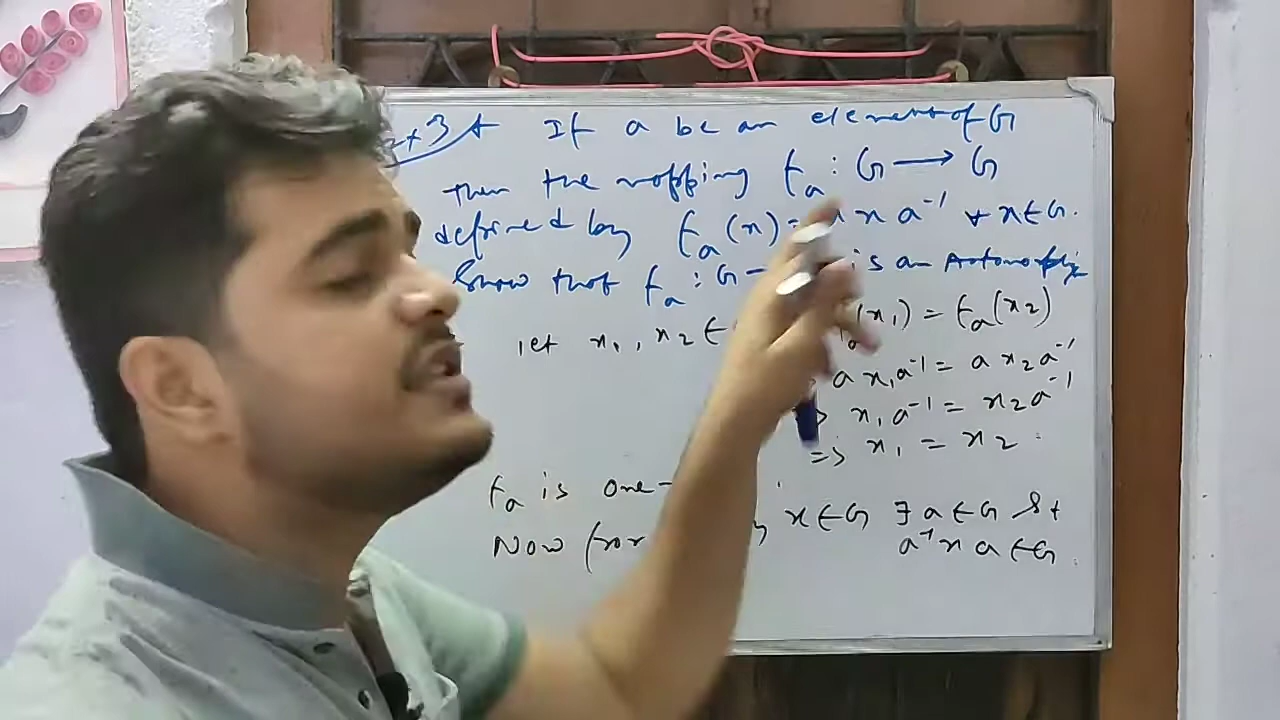 If a be an element of G
then the mapping fa : G → G
defined by fa(x) = a x a⁻¹ ∀ x ∈ G.
Show that fa : G → is an Automorphi
let x₁, x₂ ∈ (x₁) = fa(x₂)
a x₁ a⁻¹ = a x₂ a⁻¹
=> x₁ a⁻¹ = x₂ a⁻¹
=> x₁ = x₂
fa is one-
Now for x ∈ G ∃ a ∈ G st
a⁻¹ x a ∈ G.